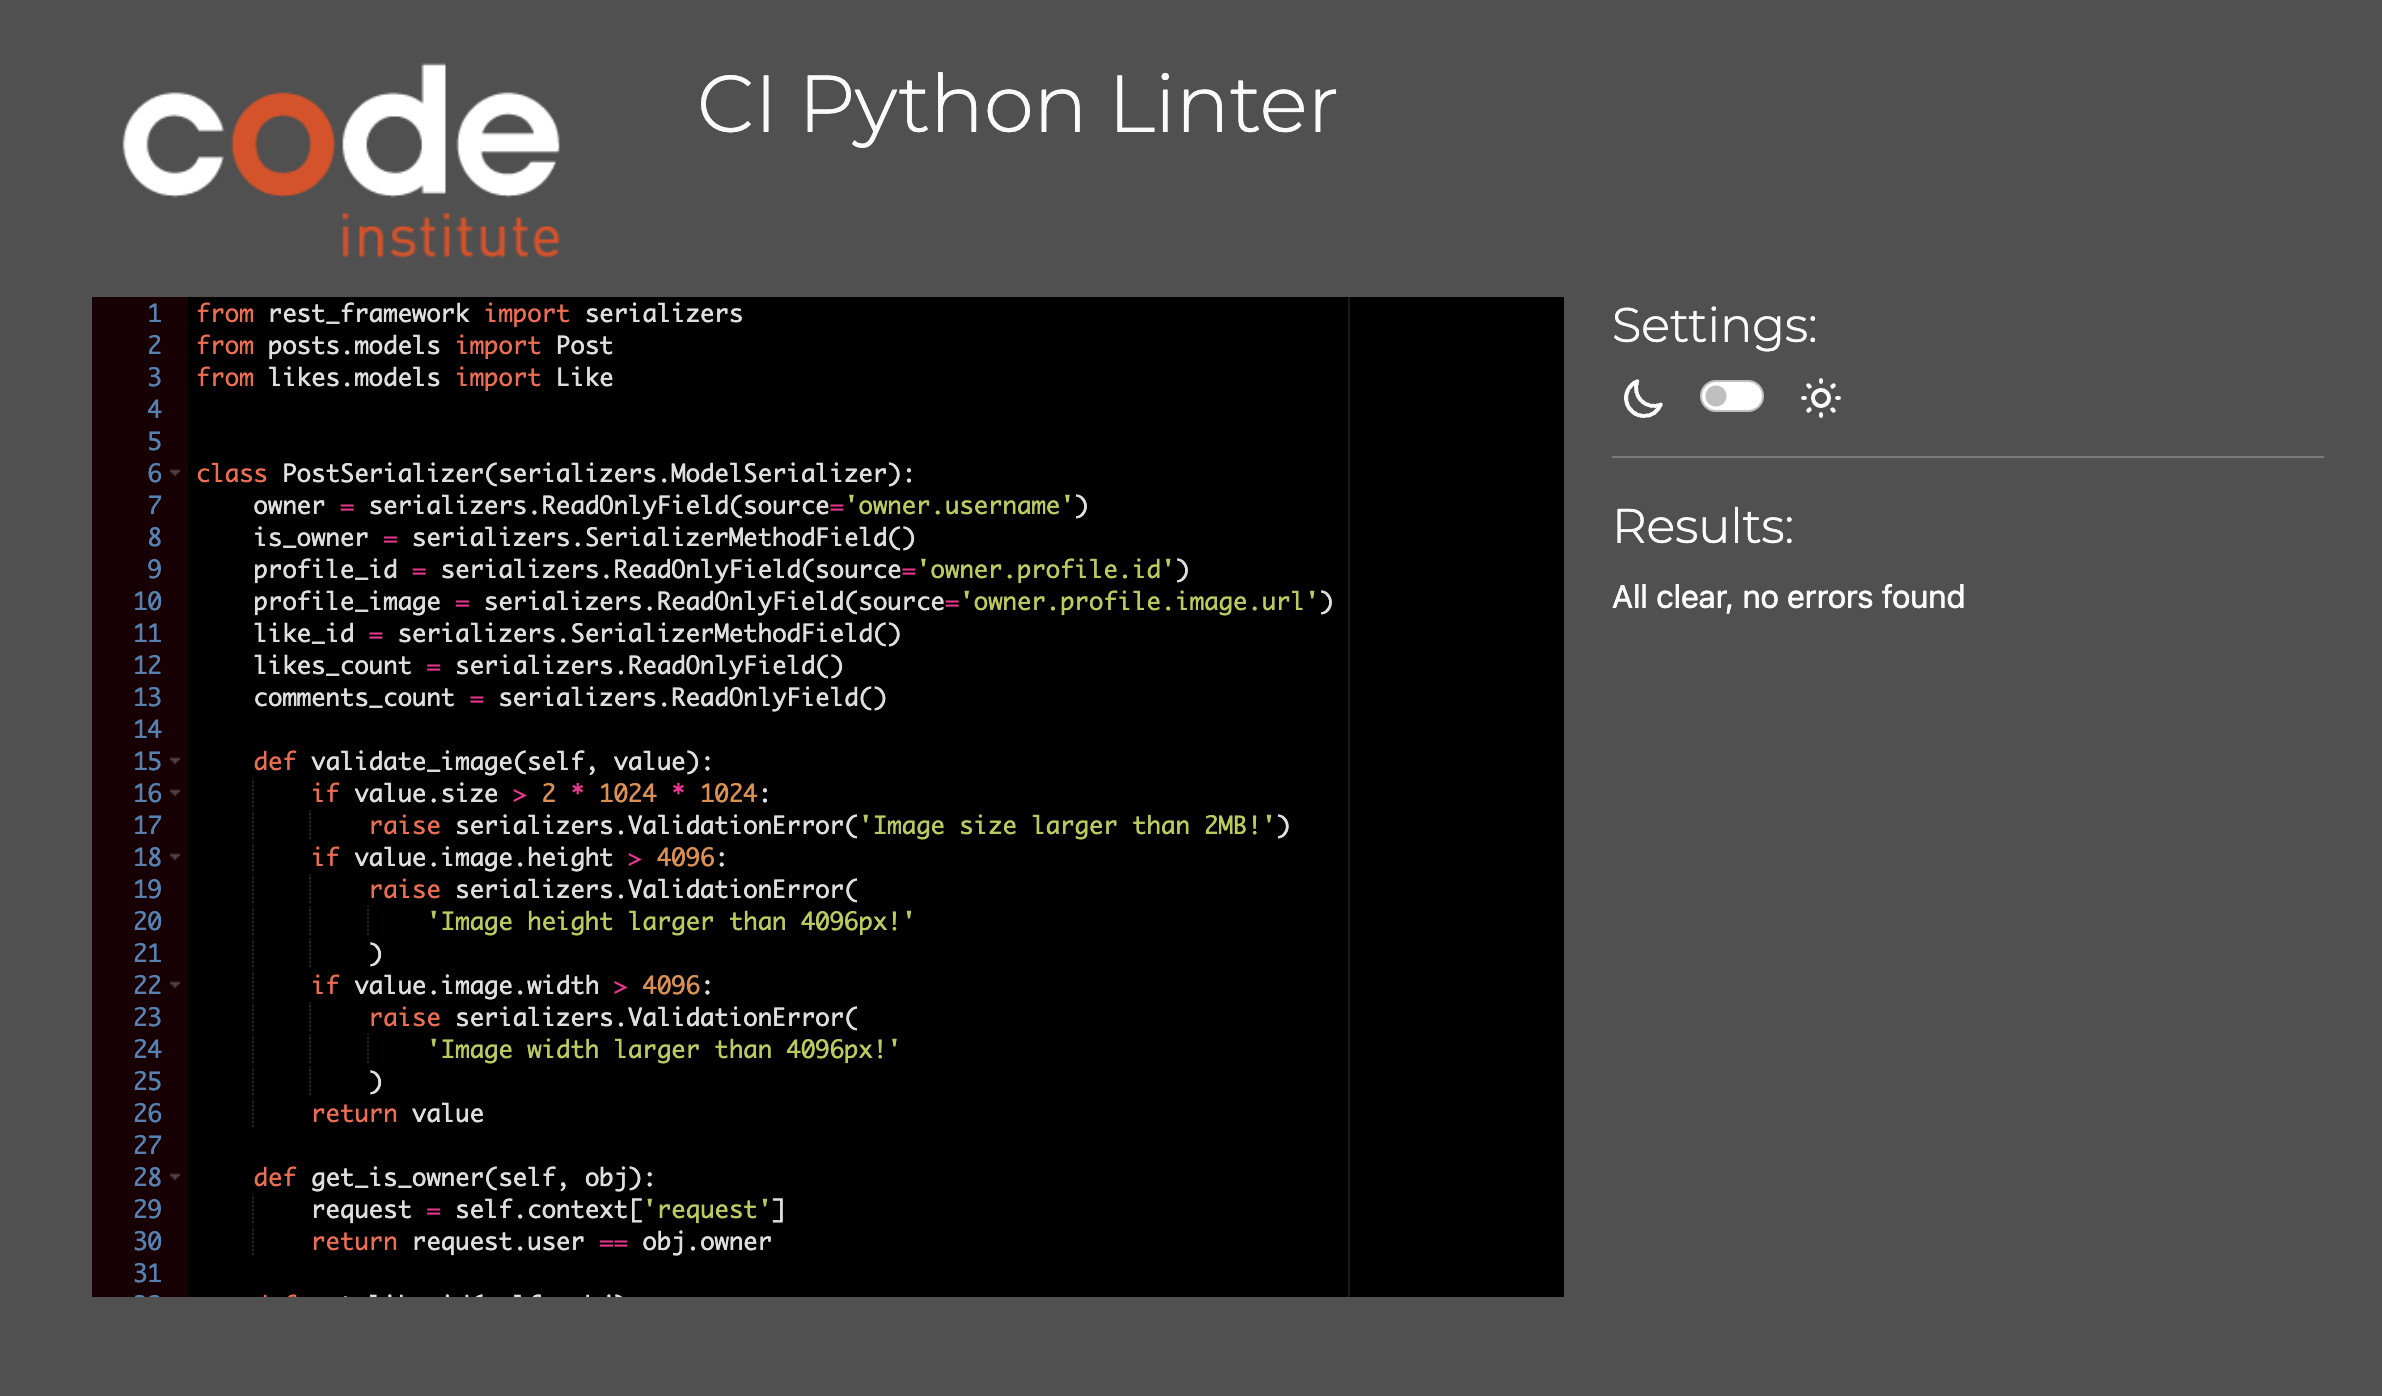 code
institute
CI Python Linter
1 from rest_framework import serializers
2 from posts.models import Post
3 from likes.models import Like
4
5
6 class PostSerializer(serializers.ModelSerializer):
7     owner = serializers.ReadOnlyField(source='owner.username')
8     is_owner = serializers.SerializerMethodField()
9     profile_id = serializers.ReadOnlyField(source='owner.profile.id')
10     profile_image = serializers.ReadOnlyField(source='owner.profile.image.url')
11     like_id = serializers.SerializerMethodField()
12     likes_count = serializers.ReadOnlyField()
13     comments_count = serializers.ReadOnlyField()
14
15     def validate_image(self, value):
16         if value.size > 2 * 1024 * 1024:
17             raise serializers.ValidationError('Image size larger than 2MB!')
18         if value.image.height > 4096:
19             raise serializers.ValidationError(
20                 'Image height larger than 4096px!'
21             )
22         if value.image.width > 4096:
23             raise serializers.ValidationError(
24                 'Image width larger than 4096px!'
25             )
26         return value
27
28     def get_is_owner(self, obj):
29         request = self.context['request']
30         return request.user == obj.owner
31
Settings:
Results:
All clear, no errors found